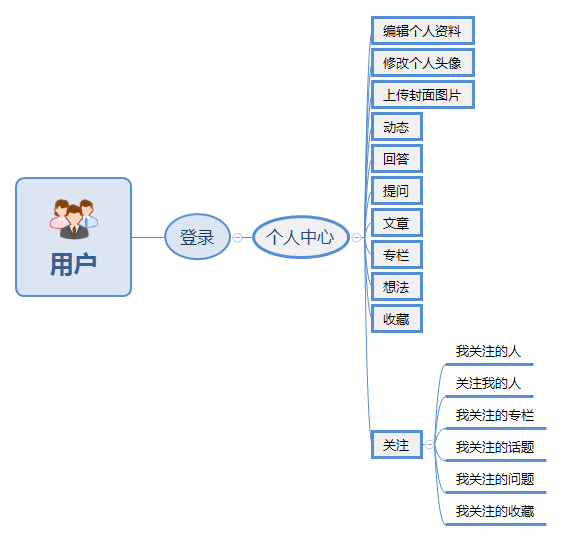 用户
登录
个人中心
编辑个人资料
修改个人头像
上传封面图片
动态
回答
提问
文章
专栏
想法
收藏
关注
我关注的人
关注我的人
我关注的专栏
我关注的话题
我关注的问题
我关注的收藏